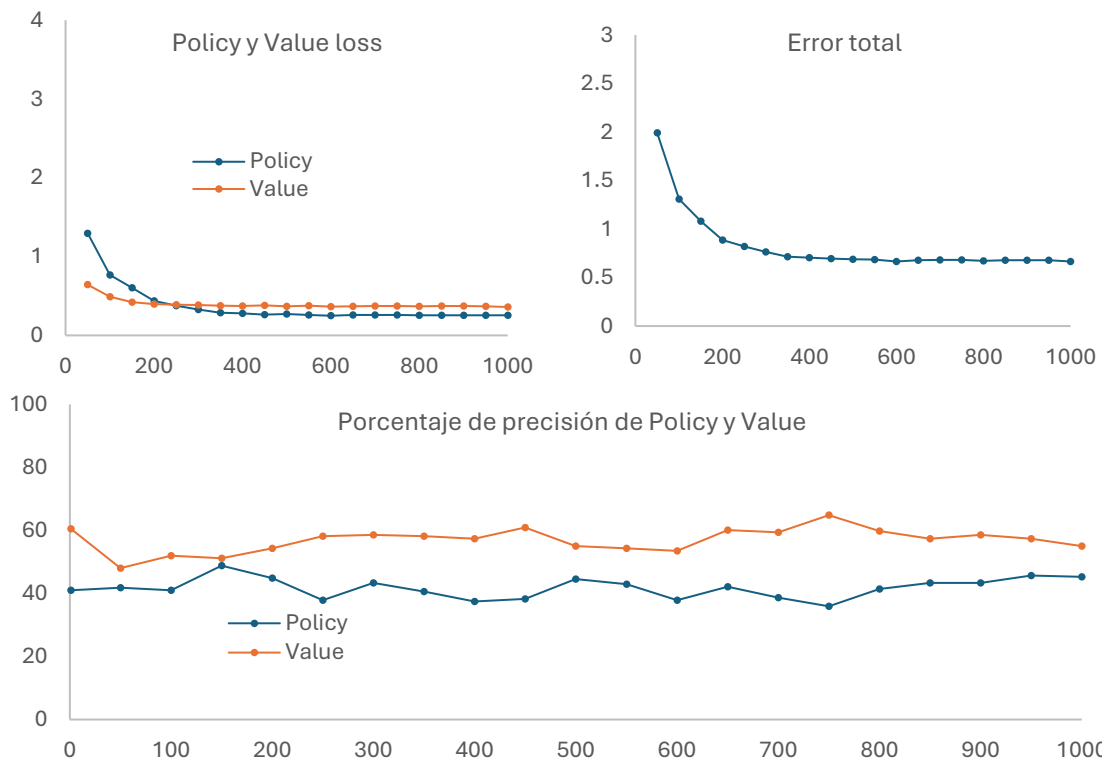 Policy y Value loss
4
3
2
1
0
Policy
Value
0 200 400 600 800 1000
Error total
3
2.5
2
1.5
1
0.5
0
0 200 400 600 800 1000
Porcentaje de precisión de Policy y Value
100
80
60
40
20
0
Policy
Value
0 100 200 300 400 500 600 700 800 900 1000